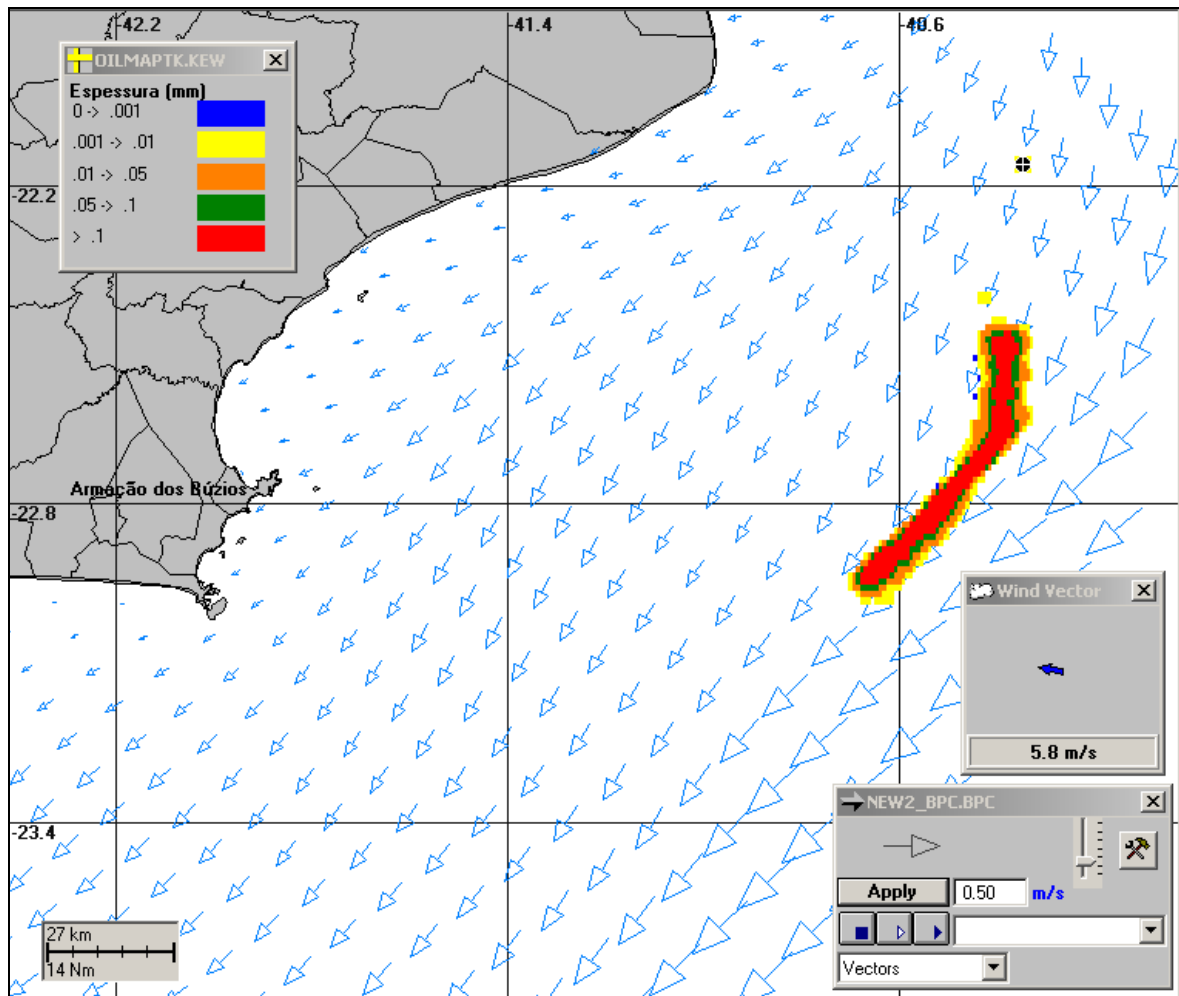 -42.2
-41.4
-40.6
OILMAPTK.KEW
Espessura (mm)
0 -> .001
.001 -> .01
.01 -> .05
.05 -> .1
> .1
-22.2
Armação dos Búzios
-22.8
Wind Vector
5.8 m/s
NEW2_BPC.BPC
-23.4
Apply
0.50
m/s
27 km
14 Nm
Vectors